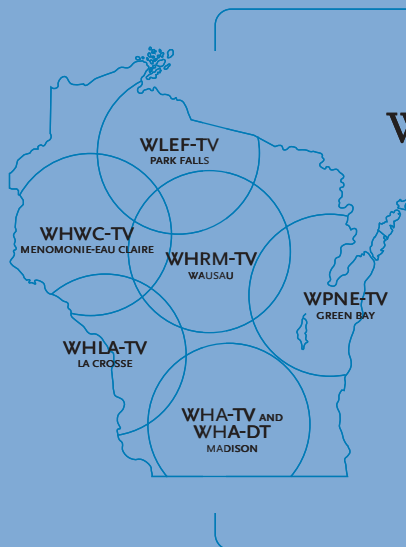 W
WLEF-TV
PARK FALLS
WHWC-TV
MENOMONIE-EAU CLAIRE
WHRM-TV
WAUSAU
WPNE-TV
GREEN BAY
WHLA-TV
LA CROSSE
WHA-TV AND
WHA-DT
MADISON